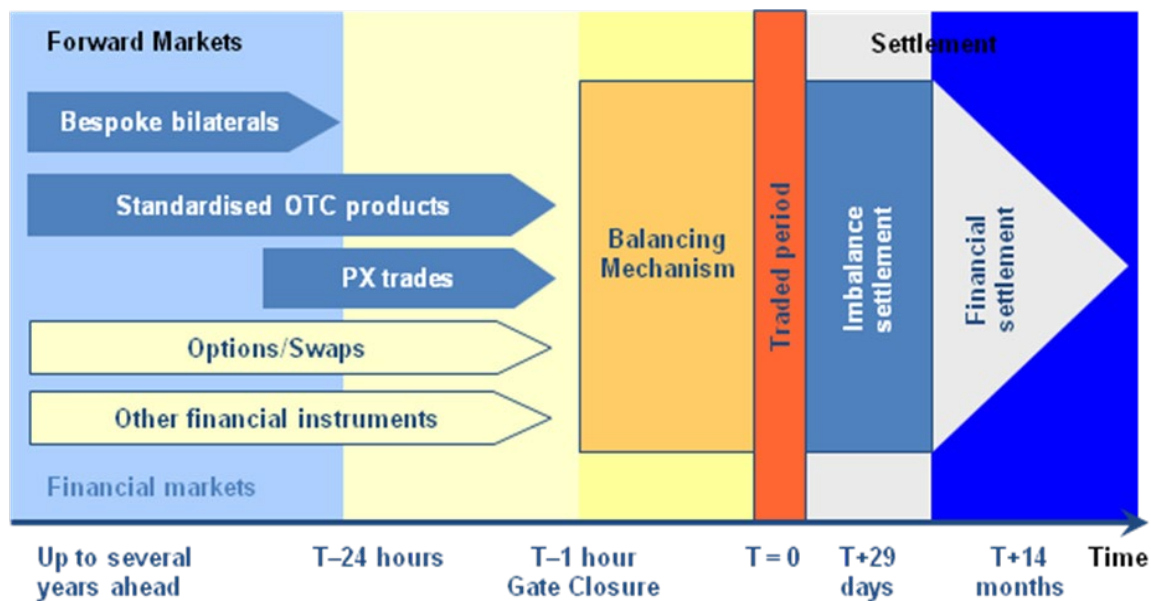 Forward Markets
Settlement
Bespoke bilaterals
Standardised OTC products
PX trades
Options/Swaps
Other financial instruments
Financial markets
Balancing
Mechanism
Traded period
Imbalance
settlement
Financial
settlement
Up to several
years ahead
T–24 hours
T–1 hour
Gate Closure
T = 0
T+29
days
T+14
months
Time